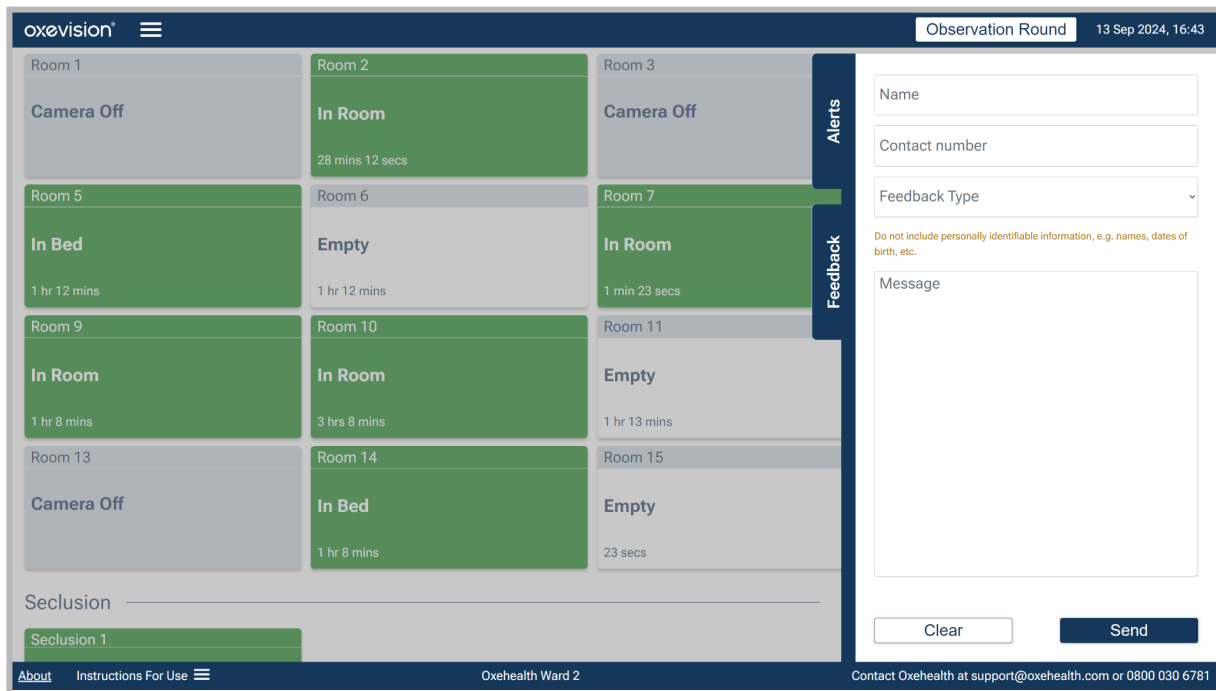 oxevision®
Observation Round
13 Sep 2024, 16:43
Room 1
Camera Off
Room 2
In Room
28 mins 12 secs
Room 3
Camera Off
Room 5
In Bed
1 hr 12 mins
Room 6
Empty
1 hr 12 mins
Room 7
In Room
1 min 23 secs
Room 9
In Room
1 hr 8 mins
Room 10
In Room
3 hrs 8 mins
Room 11
Empty
1 hr 13 mins
Room 13
Camera Off
Room 14
In Bed
1 hr 8 mins
Room 15
Empty
23 secs
Seclusion
Seclusion 1
Alerts
Feedback
Name
Contact number
Feedback Type
Do not include personally identifiable information, e.g. names, dates of
birth, etc.
Message
Clear
Send
About
Instructions For Use
Oxehealth Ward 2
Contact Oxehealth at support@oxehealth.com or 0800 030 6781